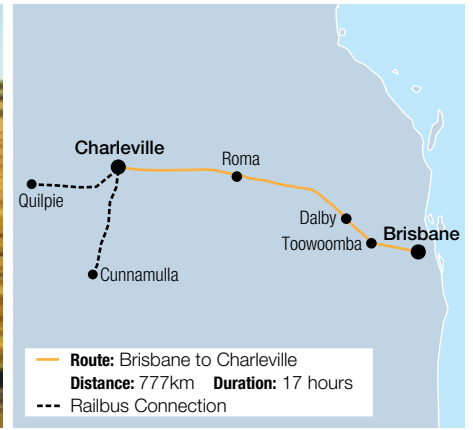 Charleville
Roma
Quilpie
Dalby
Brisbane
Toowoomba
Cunnamulla
Route: Brisbane to Charleville
Distance: 777km Duration: 17 hours
Railbus Connection